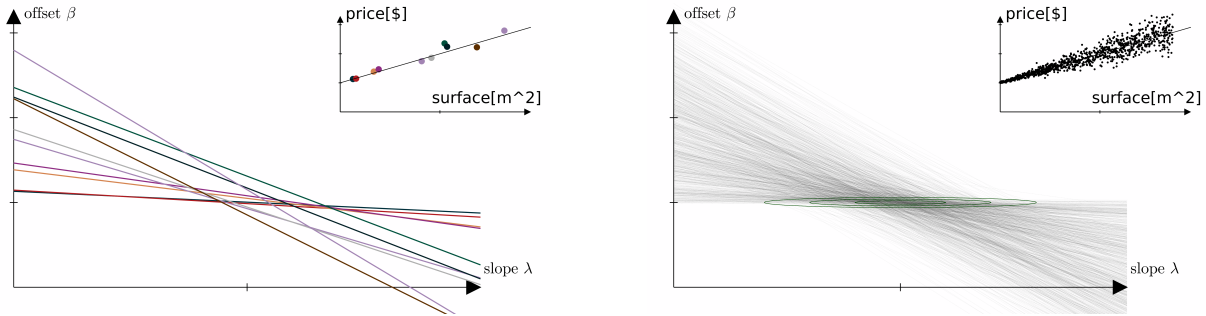 offset β
price[$]
surface[m^2]
slope λ
offset β
price[$]
surface[m^2]
slope λ